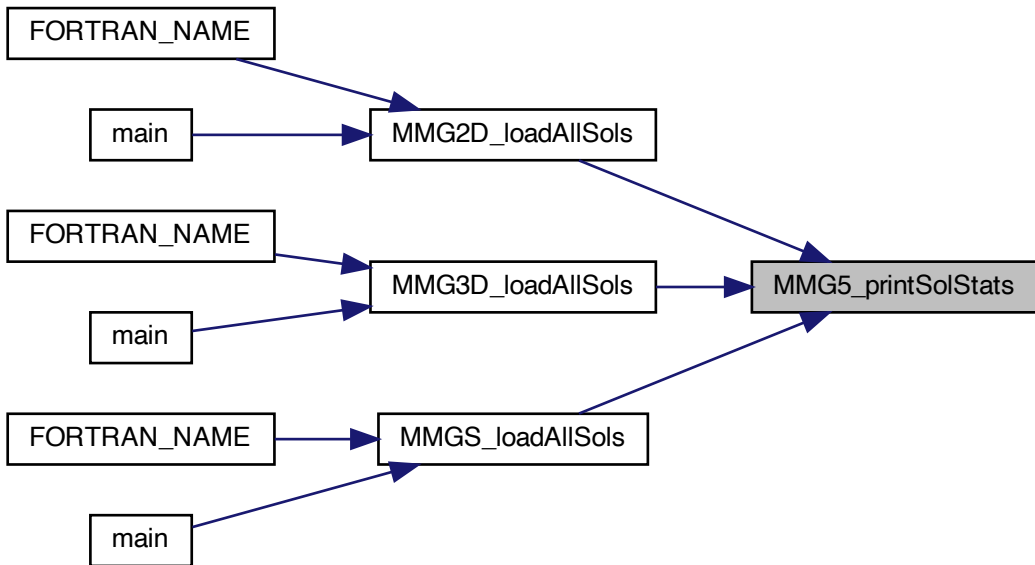 FORTRAN_NAME
main
MMG2D_loadAllSols
FORTRAN_NAME
main
MMG3D_loadAllSols
MMG5_printSolStats
FORTRAN_NAME
main
MMGS_loadAllSols